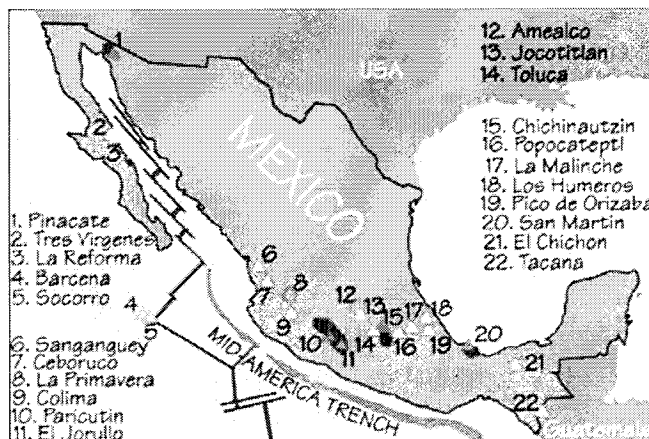 12. Amealco
13. Jocotitlan
14. Toluca
USA
MEXICO
15. Chichinautzin
16. Popocateptl
17. La Malinche
18. Los Humeros
19. Pico de Orizaba
20. San Martin
21. El Chichon
22. Tacana
1. Pinacate
2. Tres Virgenes
3. La Reforma
4. Barcena
5. Socorro
6. Sanganguey
7. Ceboruco
8. La Primavera
9. Colima
10. Paricutin
11. El Jorullo
MID-AMERICA TRENCH
Guatemala
1
2
3
4
5
6
7
8
9
10
11
12
13
14
15
16
17
18
19
20
21
22